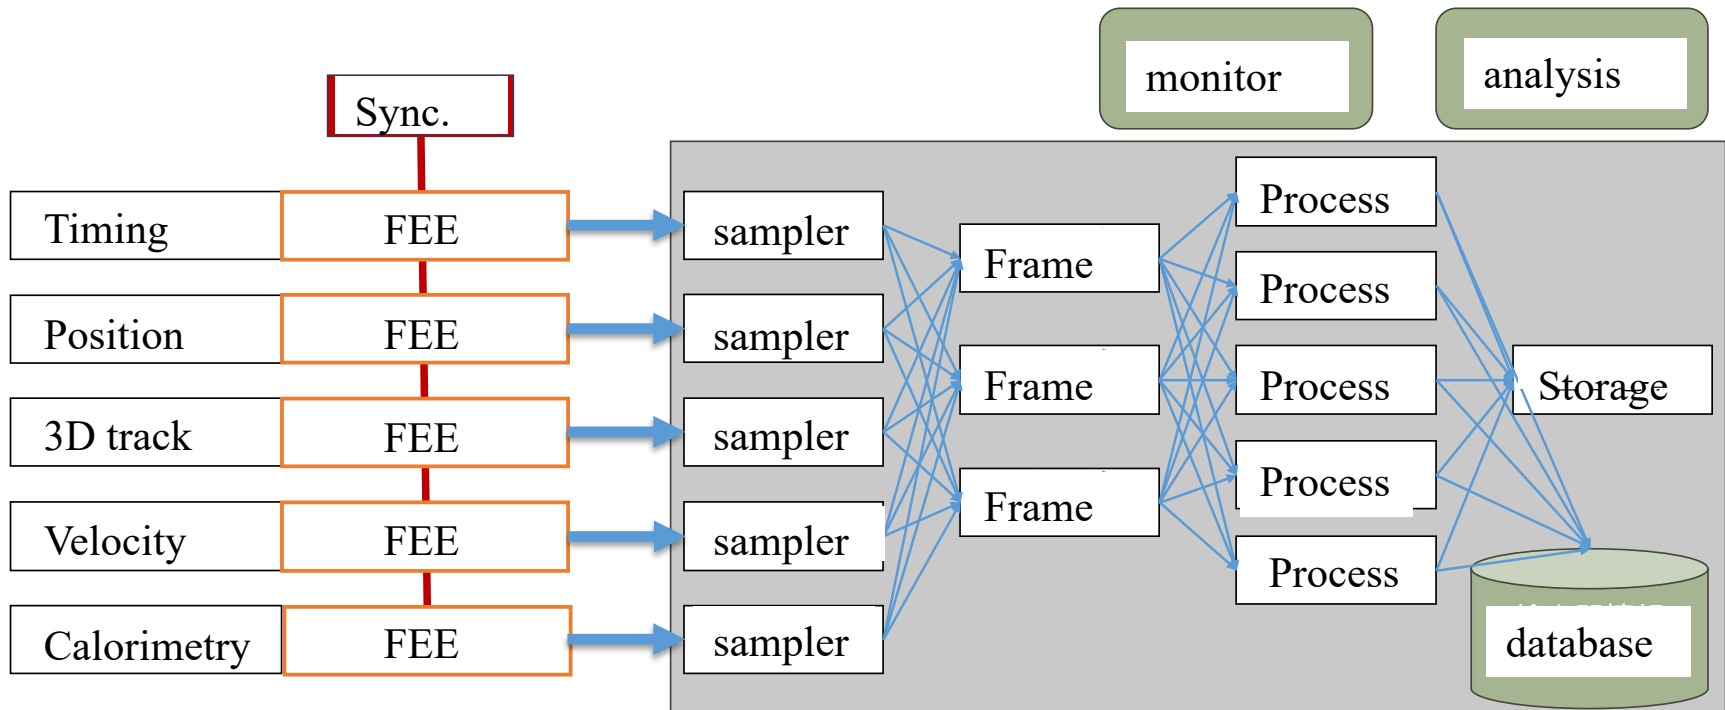 monitor
analysis
Sync.
Timing
FEE
sampler
Process
Frame
Process
Position
FEE
sampler
Frame
Process
Storage
3D track
FEE
sampler
Process
Frame
Velocity
FEE
sampler
Process
Calorimetry
FEE
sampler
database